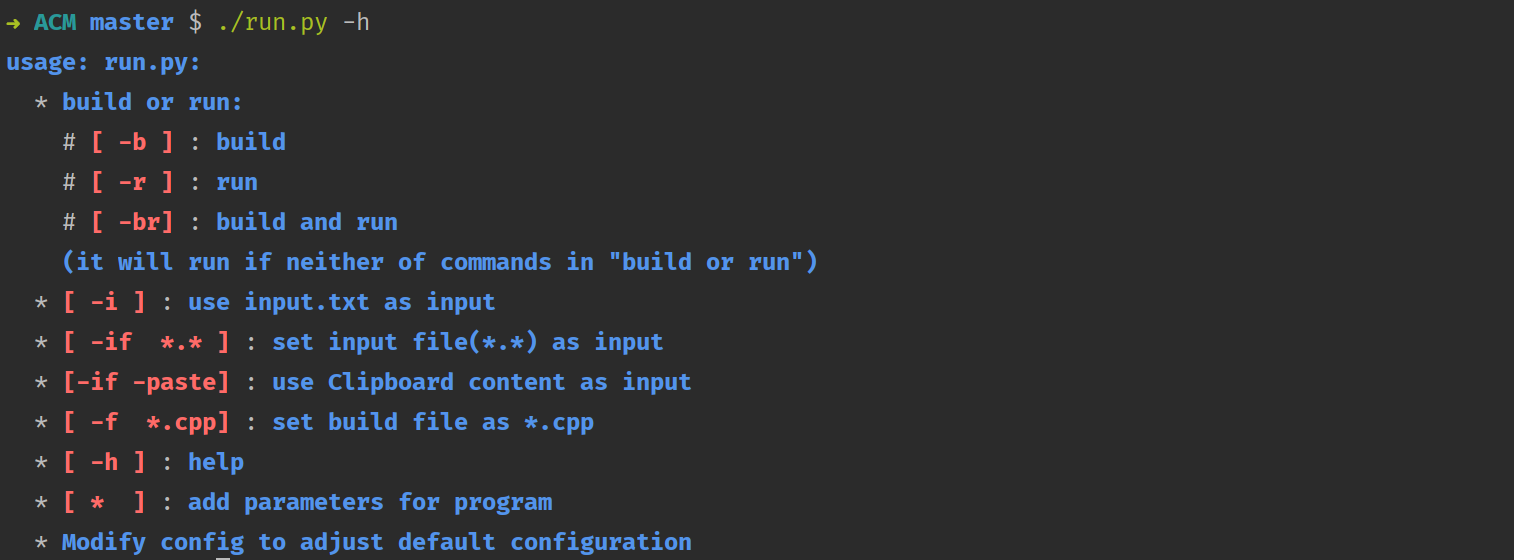 ➜ ACM master $ ./run.py -h
usage: run.py:
  * build or run:
    # [ -b ] : build
    # [ -r ] : run
    # [ -br] : build and run
    (it will run if neither of commands in "build or run")
  * [ -i ] : use input.txt as input
  * [ -if  *.* ] : set input file(*.*) as input
  * [-if -paste] : use Clipboard content as input
  * [ -f  *.cpp] : set build file as *.cpp
  * [ -h ] : help
  * [ *  ] : add parameters for program
  * Modify config to adjust default configuration